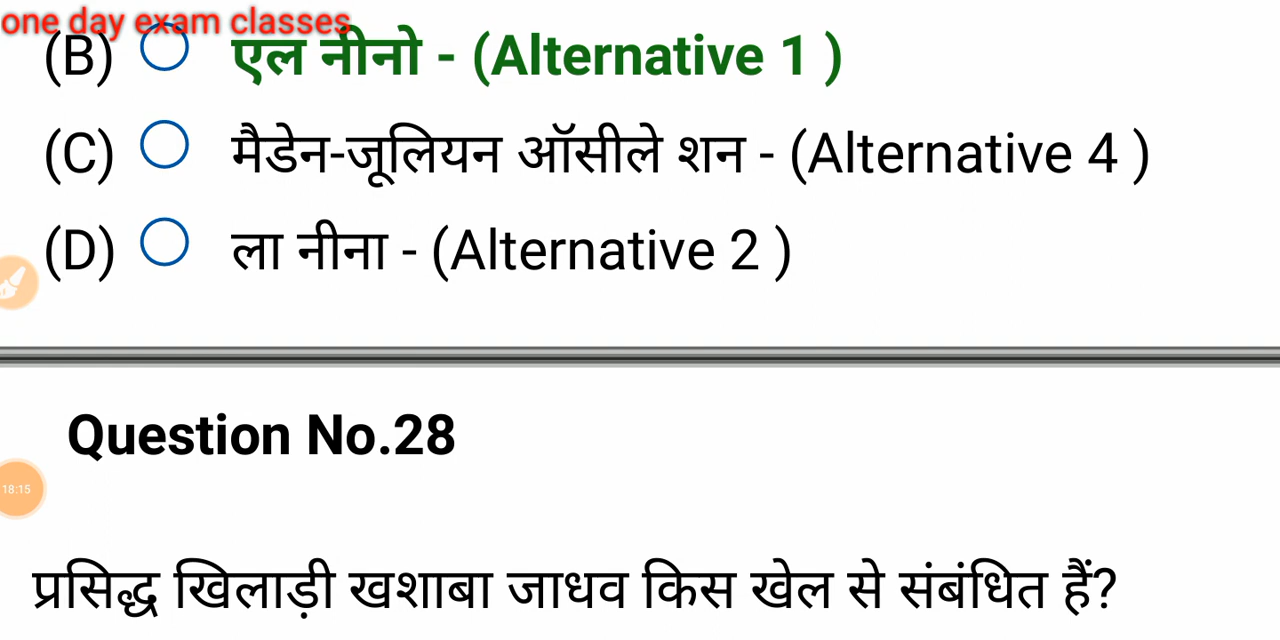 one day exam classes
(B) एल नीनो - (Alternative 1 )
(C) मैडेन-जूलियन ऑसीले शन - (Alternative 4 )
(D) ला नीना - (Alternative 2 )
Question No.28
18:15
प्रसिद्ध खिलाड़ी खशाबा जाधव किस खेल से संबंधित हैं?